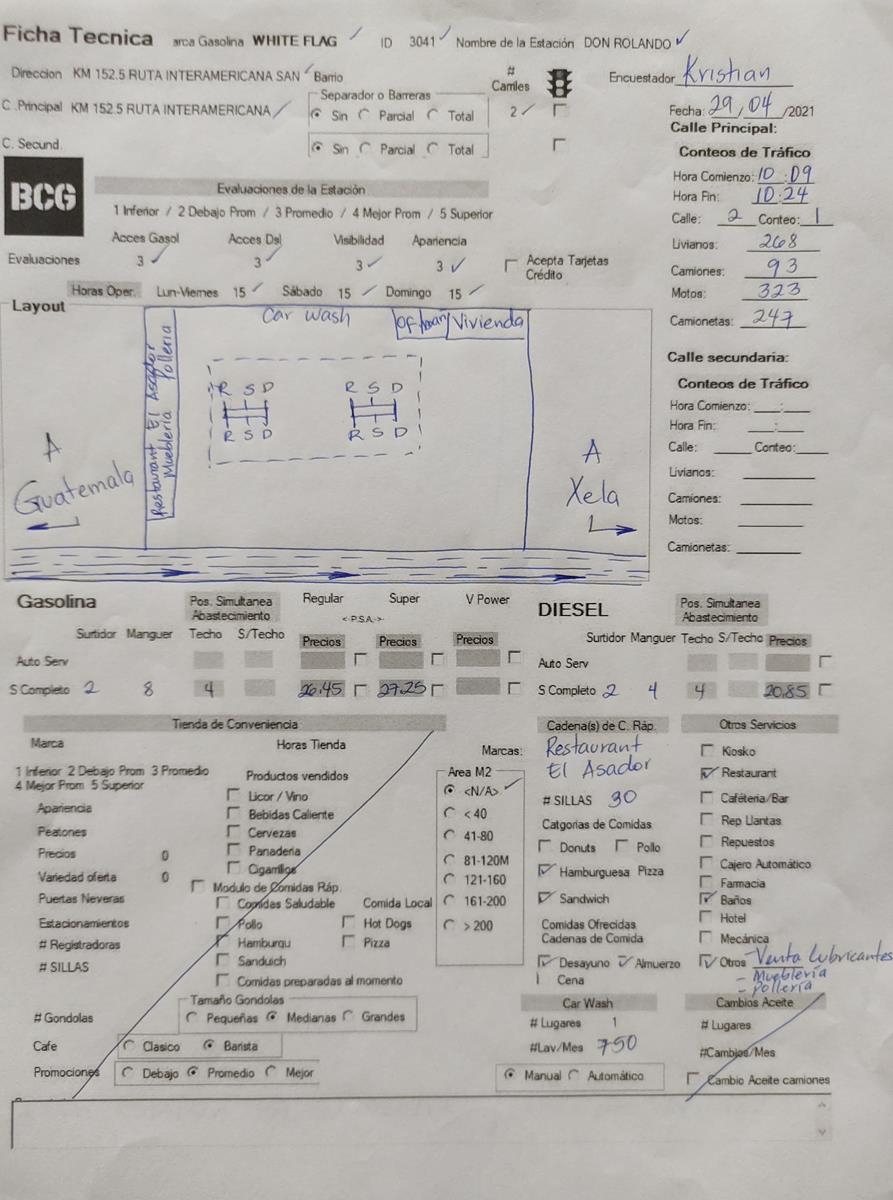 Ficha Tecnica arca Gasolina WHITE FLAG ID 3041 Nombre de la Estación DON ROLANDO
Direccion KM 152.5 RUTA INTERAMERICANA SAN Barrio
# Carriles
Encuestador Kristian
C .Principal KM 152.5 RUTA INTERAMERICANA
Separador o Barreras
Sin Parcial Total
2
Fecha: 29/04/2021
C. Secund.
Sin Parcial Total
Calle Principal:
Conteos de Tráfico
Hora Comienzo: 10:09
Hora Fin: 10:24
Calle: 2 Conteo: 1
Livianos: 268
Camiones: 93
Motos: 323
Camionetas: 247
BCG
Evaluaciones de la Estación
1 Inferior / 2 Debajo Prom / 3 Promedio / 4 Mejor Prom / 5 Superior
Acces Gasol Acces Dsl Visibilidad Apariencia
Evaluaciones 3 3 3 3
Acepta Tarjetas
Crédito
Horas Oper. Lun-Viernes 15 Sábado 15 Domingo 15
Layout
Car wash
Vivienda
Restaurant El Asador
Muebleria Polleria
R S D R S D
R S D R S D
A
Guatemala
A
Xela
Calle secundaria:
Conteos de Tráfico
Hora Comienzo: ___:___
Hora Fin: ___:___
Calle: Conteo:
Livianos:
Camiones:
Motos:
Camionetas:
Gasolina
Pos. Simultanea
Abastecimiento
Regular Super V Power
<-P.S.A.->
Surtidor Manguer Techo S/Techo Precios Precios Precios
Auto Serv
S Completo 2 8 4 26.45 27.25
DIESEL
Pos. Simultanea
Abastecimiento
Surtidor Manguer Techo S/Techo Precios
Auto Serv
S Completo 2 4 4 20.85
Tienda de Conveniencia
Marca Horas Tienda
1 Inferior 2 Debajo Prom 3 Promedio
4 Mejor Prom 5 Superior
Apariencia
Peatones
Precios 0
Variedad oferta 0
Puertas Neveras
Estacionamientos
# Registradoras
# SILLAS
Productos vendidos
Licor / Vino
Bebidas Caliente
Cervezas
Panaderia
Cigarrillos
Modulo de Comidas Ráp.
Comidas Saludable Comida Local
Pollo Hot Dogs
Hamburgu Pizza
Sanduich
Comidas preparadas al momento
Tamaño Gondolas
# Gondolas Pequeñas Medianas Grandes
Cafe Clasico Barista
Promociones Debajo Promedio Mejor
Marcas:
Area M2
<N/A>
< 40
41-80
81-120M
121-160
161-200
> 200
Cadena(s) de C. Ráp.
Restaurant
El Asador
# SILLAS 30
Catgorias de Comidas
Donuts Pollo
Hamburguesa Pizza
Sandwich
Comidas Ofrecidas
Cadenas de Comida
Desayuno Almuerzo
Cena
Car Wash
# Lugares 1
#Lav/Mes 750
Manual Automático
Otros Servicios
Kiosko
Restaurant
Caféteria/Bar
Rep Llantas
Repuestos
Cajero Automático
Farmacia
Baños
Hotel
Mecánica
Otros - Venta lubricantes
- Mueblería
- Pollería
Cambios Aceite
# Lugares
#Cambios/Mes
Cambio Aceite camiones